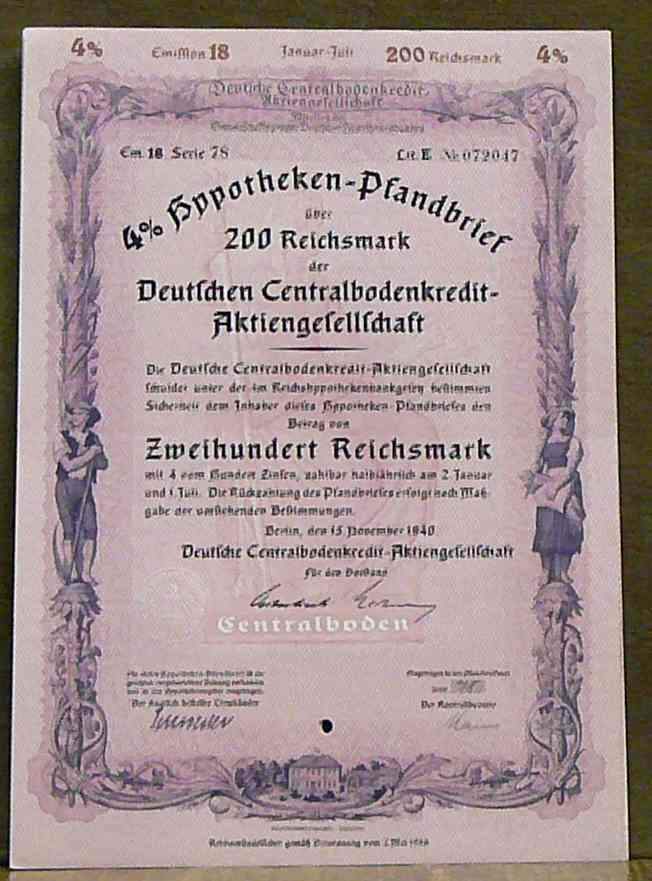 4% Emission 18 Januar-Juli 200 Reichsmark 4%
Deutsche Centralbodenkredit-
Aktiengesellschaft
Em. 18 Serie 78 Lit. E № 072047
4% Hypotheken-Pfandbrief
über
200 Reichsmark
der
Deutschen Centralbodenkredit-
Aktiengesellschaft
Die Deutsche Centralbodenkredit-Aktiengesellschaft
schuldet unter der im Reichshypothekenbankgesetz bestimmten
Sicherheit dem Inhaber dieses Hypotheken-Pfandbriefes den
Betrag von
Zweihundert Reichsmark
mit 4 vom Hundert Zinsen, zahlbar halbjährlich am 2. Januar
und 1. Juli. Die Rückzahlung des Pfandbriefes erfolgt nach Maß-
gabe der umstehenden Bestimmungen.
Berlin, den 15. November 1940
Deutsche Centralbodenkredit-Aktiengesellschaft
Für den Vorstand
Centralboden
Der staatlich bestellte Treuhänder